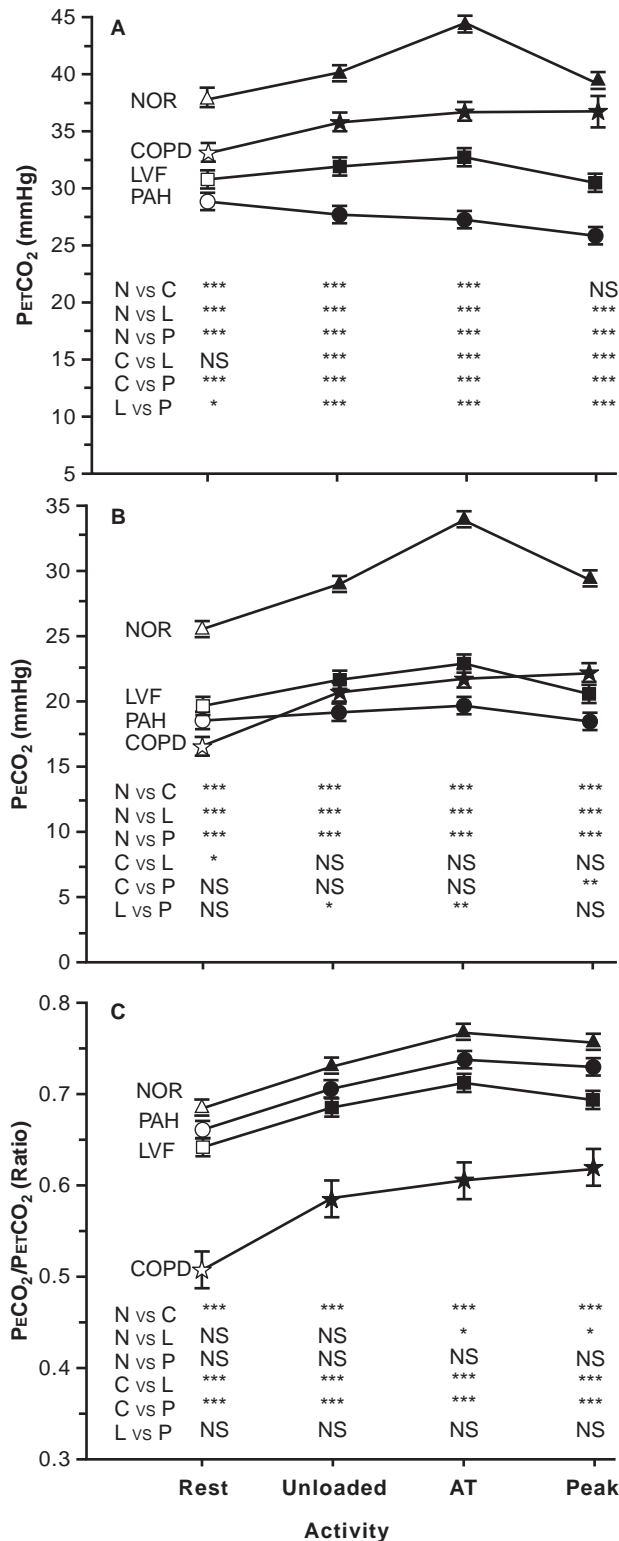 A
PETCO₂ (mmHg)
45
40
35
30
25
20
15
10
5
NOR
COPD
LVF
PAH
N VS C *** *** *** NS
N VS L *** *** *** ***
N VS P *** *** *** ***
C VS L NS *** *** ***
C VS P *** *** *** ***
L VS P * *** *** ***
B
PECO₂ (mmHg)
35
30
25
20
15
10
5
0
NOR
LVF
PAH
COPD
N VS C *** *** *** ***
N VS L *** *** *** ***
N VS P *** *** *** ***
C VS L * NS NS NS
C VS P NS NS NS **
L VS P NS * ** NS
C
PECO₂/PETCO₂ (Ratio)
0.8
0.7
0.6
0.5
0.4
0.3
NOR
PAH
LVF
COPD
N VS C *** *** *** ***
N VS L NS NS * *
N VS P NS NS NS NS
C VS L *** *** *** ***
C VS P *** *** *** ***
L VS P NS NS NS NS
Rest Unloaded AT Peak
Activity